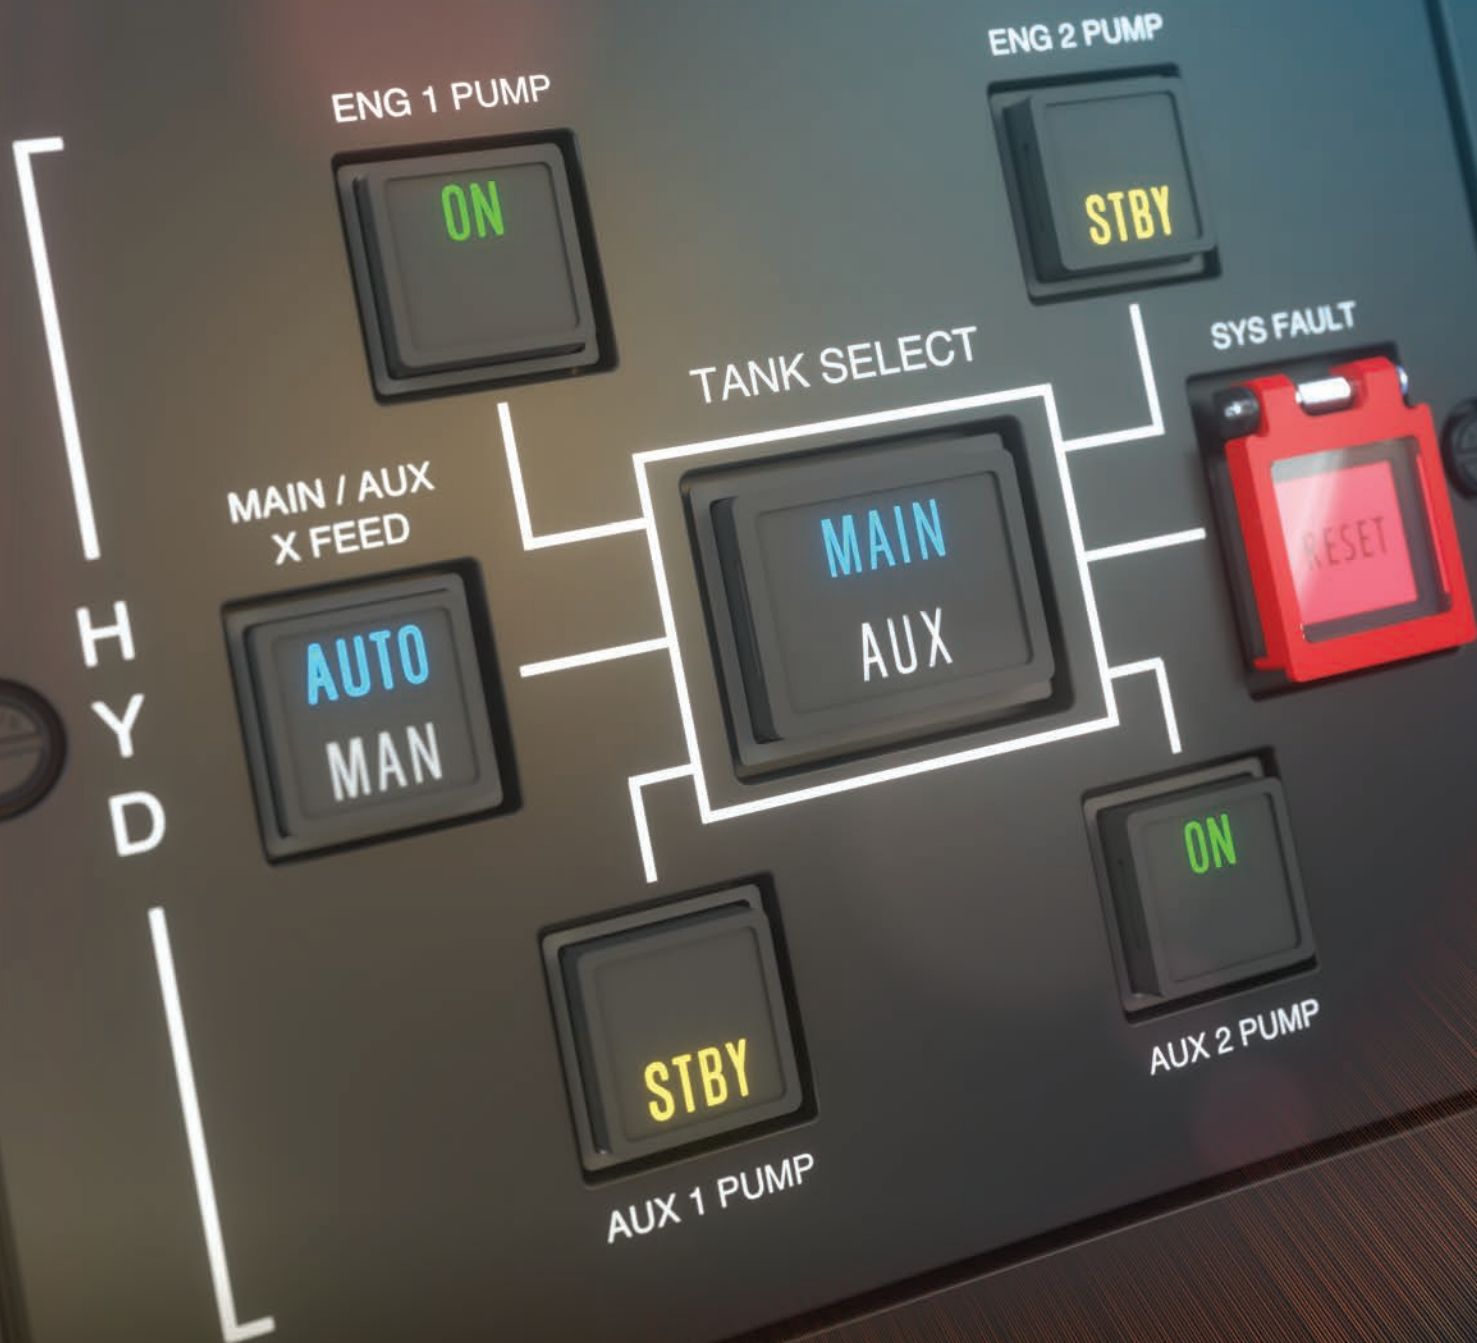 ENG 1 PUMP
ON
ENG 2 PUMP
STBY
TANK SELECT
MAIN
AUX
SYS FAULT
RESET
MAIN / AUX
X FEED
AUTO
MAN
H
Y
D
STBY
AUX 1 PUMP
ON
AUX 2 PUMP